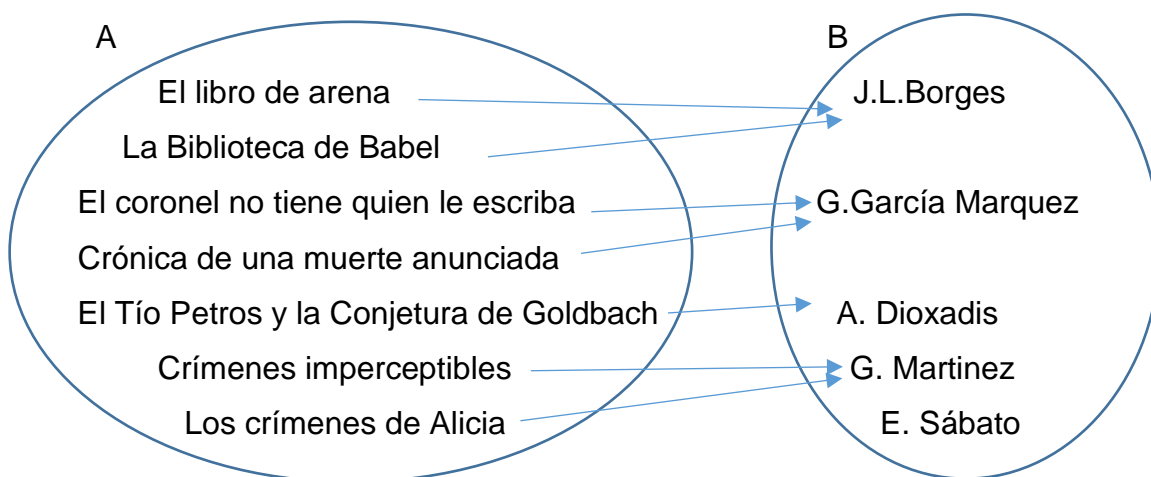 A B
El libro de arena J.L.Borges
La Biblioteca de Babel
El coronel no tiene quien le escriba G.García Marquez
Crónica de una muerte anunciada
El Tío Petros y la Conjetura de Goldbach A. Dioxadis
Crímenes imperceptibles G. Martinez
Los crímenes de Alicia E. Sábato